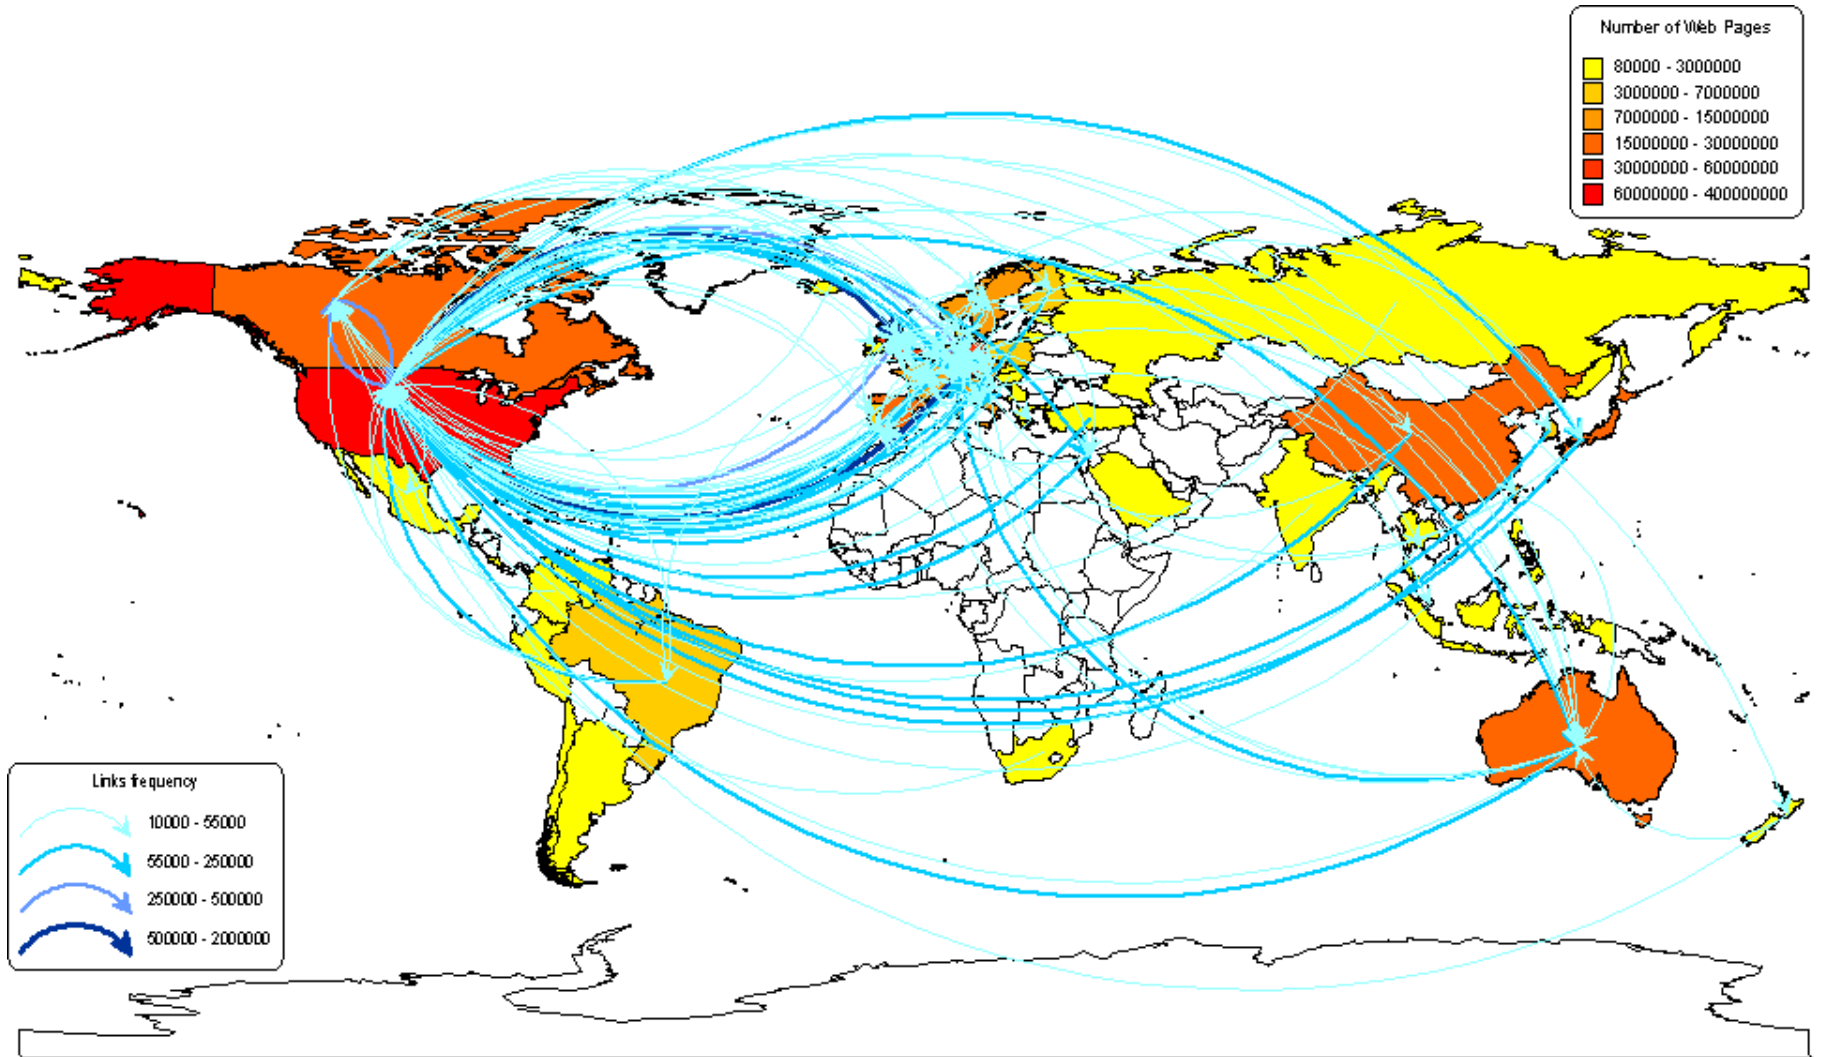 Number of Web Pages
80000 - 3000000
3000000 - 7000000
7000000 - 15000000
15000000 - 30000000
30000000 - 60000000
60000000 - 400000000
Links frequency
10000 - 55000
55000 - 250000
250000 - 500000
500000 - 2000000